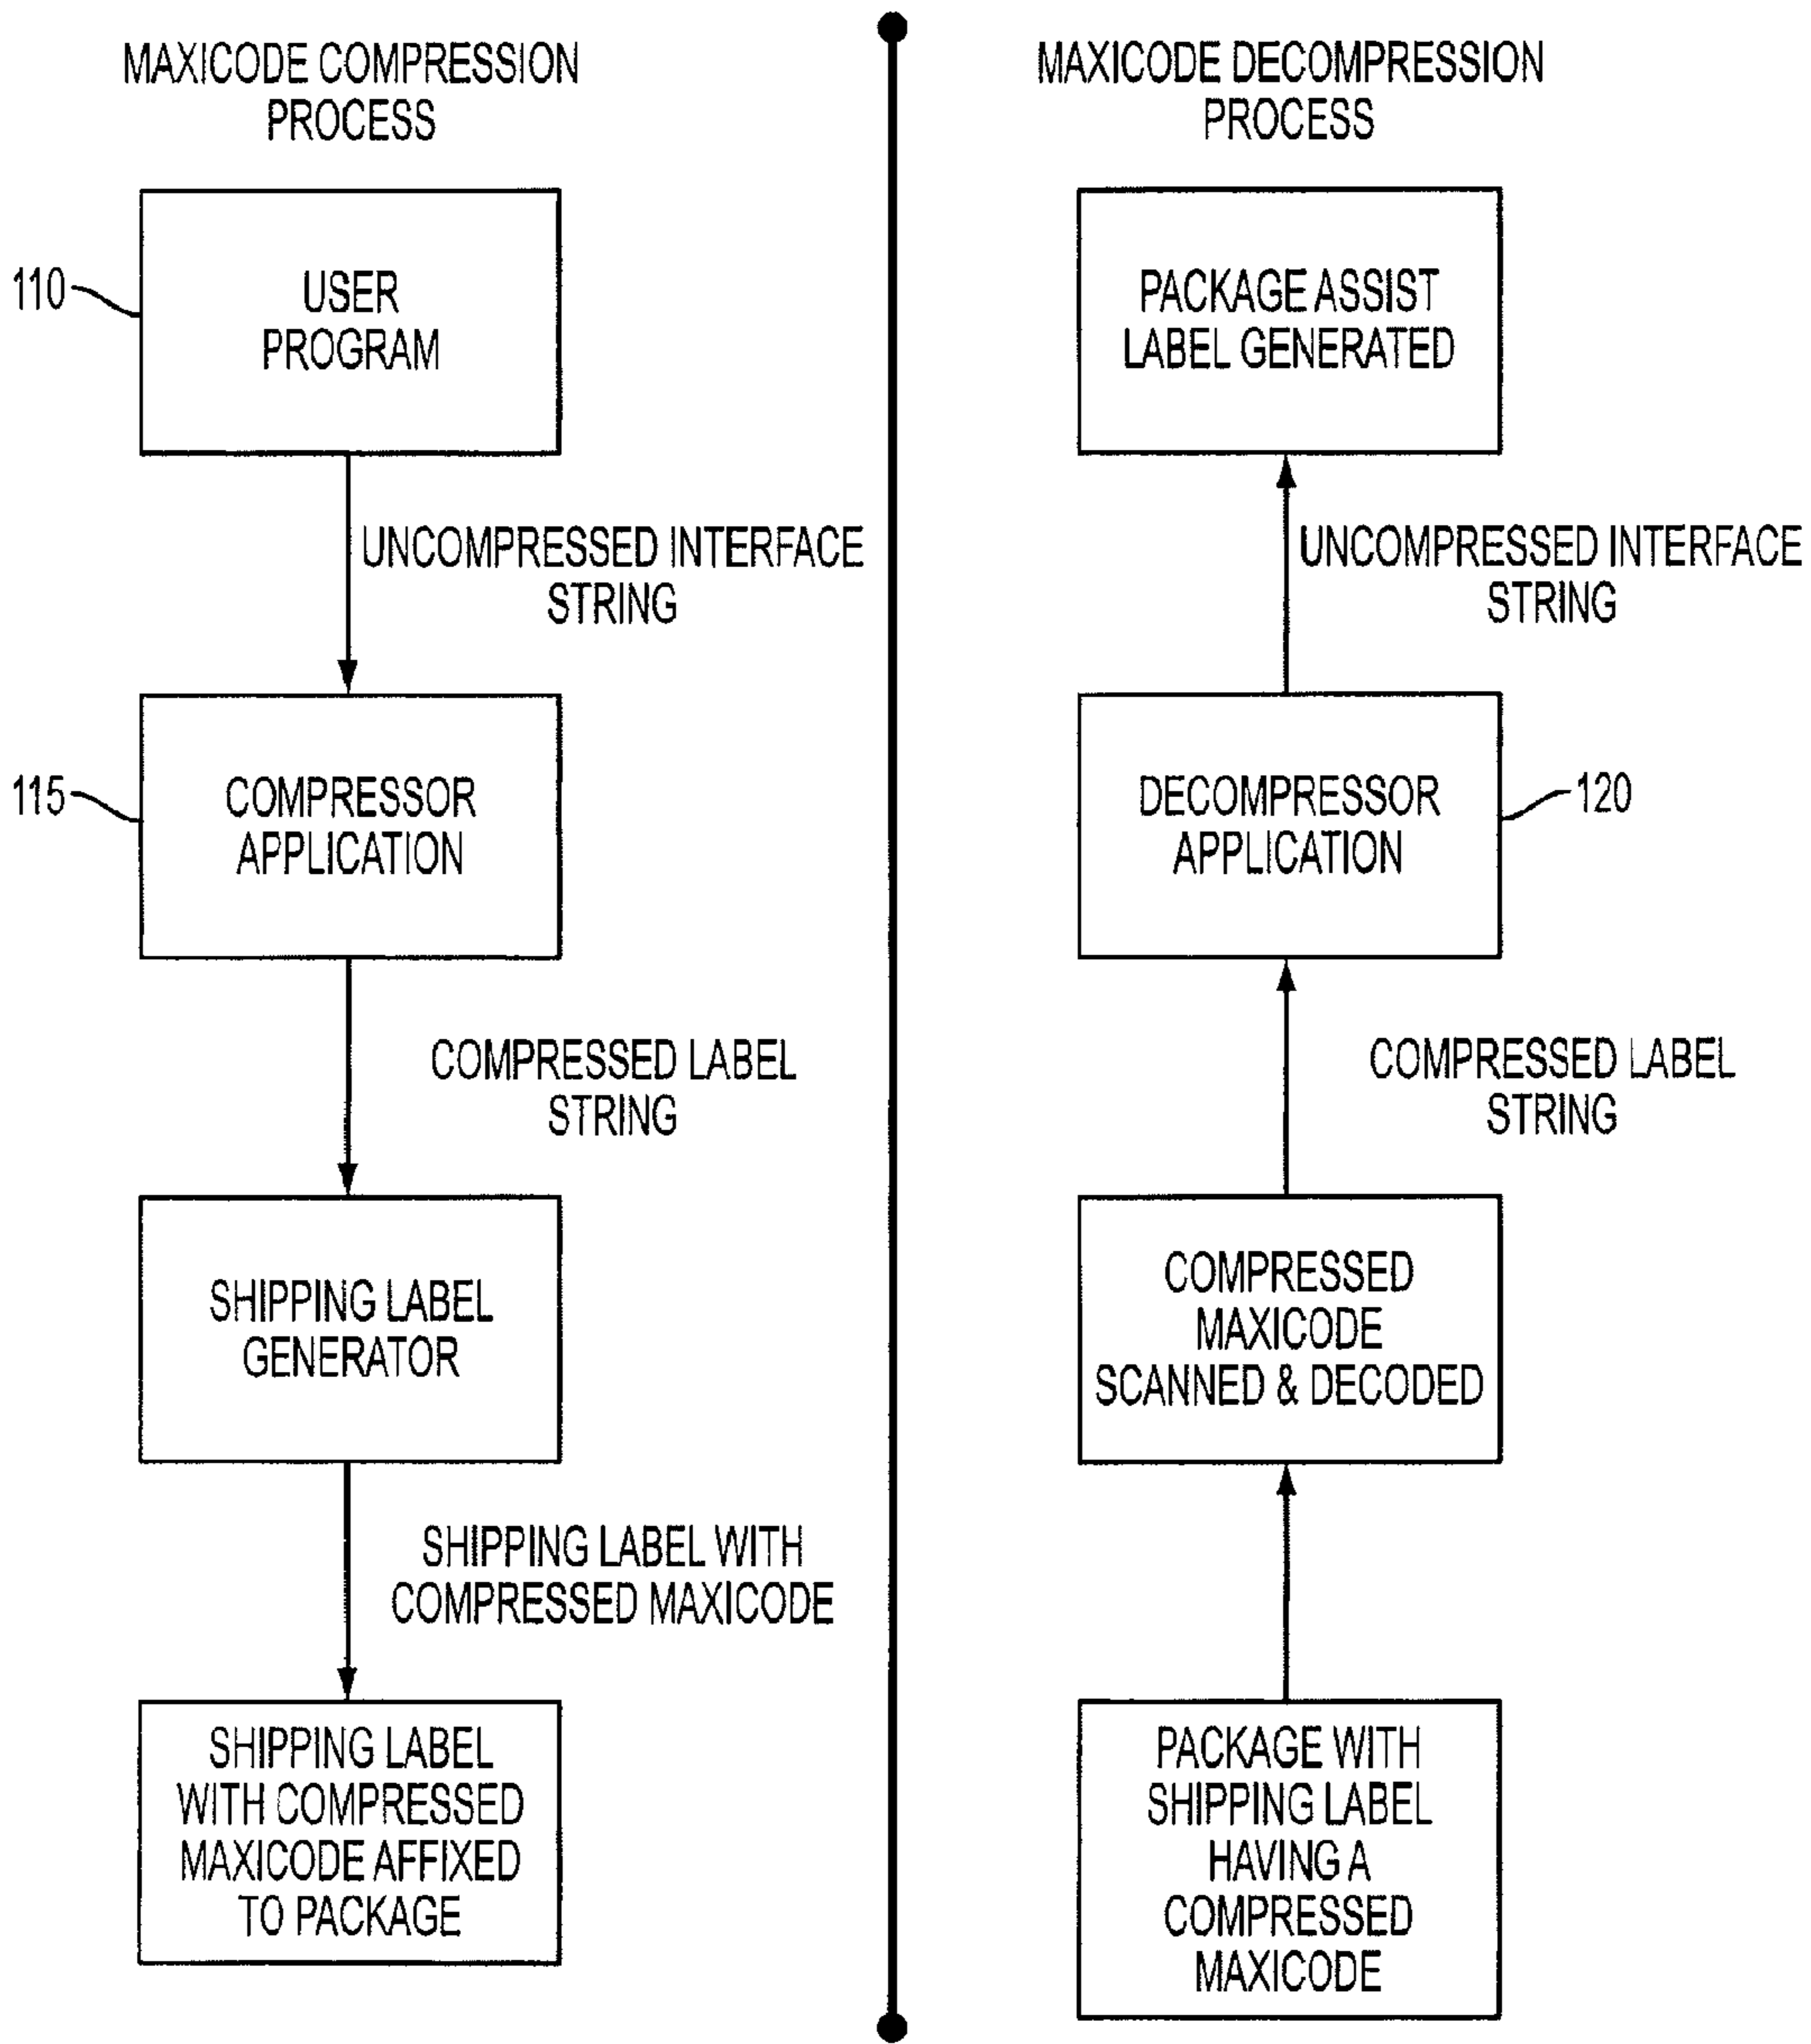 MAXICODE COMPRESSION
PROCESS
110
USER
PROGRAM
UNCOMPRESSED INTERFACE
STRING
115
COMPRESSOR
APPLICATION
COMPRESSED LABEL
STRING
SHIPPING LABEL
GENERATOR
SHIPPING LABEL WITH
COMPRESSED MAXICODE
SHIPPING LABEL
WITH COMPRESSED
MAXICODE AFFIXED
TO PACKAGE
MAXICODE DECOMPRESSION
PROCESS
PACKAGE ASSIST
LABEL GENERATED
UNCOMPRESSED INTERFACE
STRING
DECOMPRESSOR
APPLICATION
120
COMPRESSED LABEL
STRING
COMPRESSED
MAXICODE
SCANNED & DECODED
PACKAGE WITH
SHIPPING LABEL
HAVING A
COMPRESSED
MAXICODE